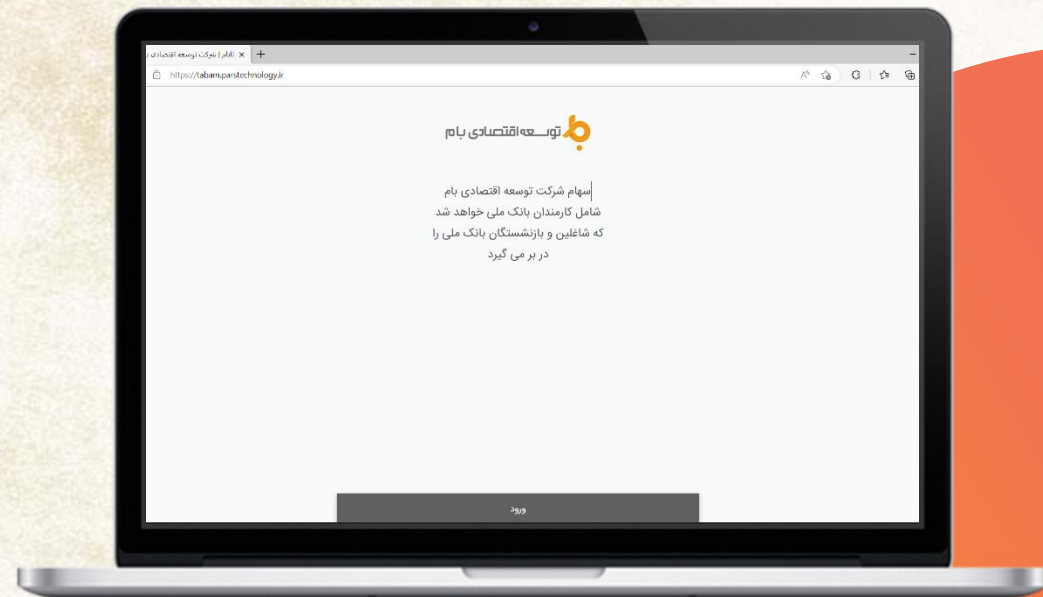 تابام | شرکت توسعه اقتصادی
https://tabam.parstechnology.ir
توسعه اقتصادی بام
سهام شرکت توسعه اقتصادی بام
شامل کارمندان بانک ملی خواهد شد
که شاغلین و بازنشستگان بانک ملی را
در بر می گیرد
ورود